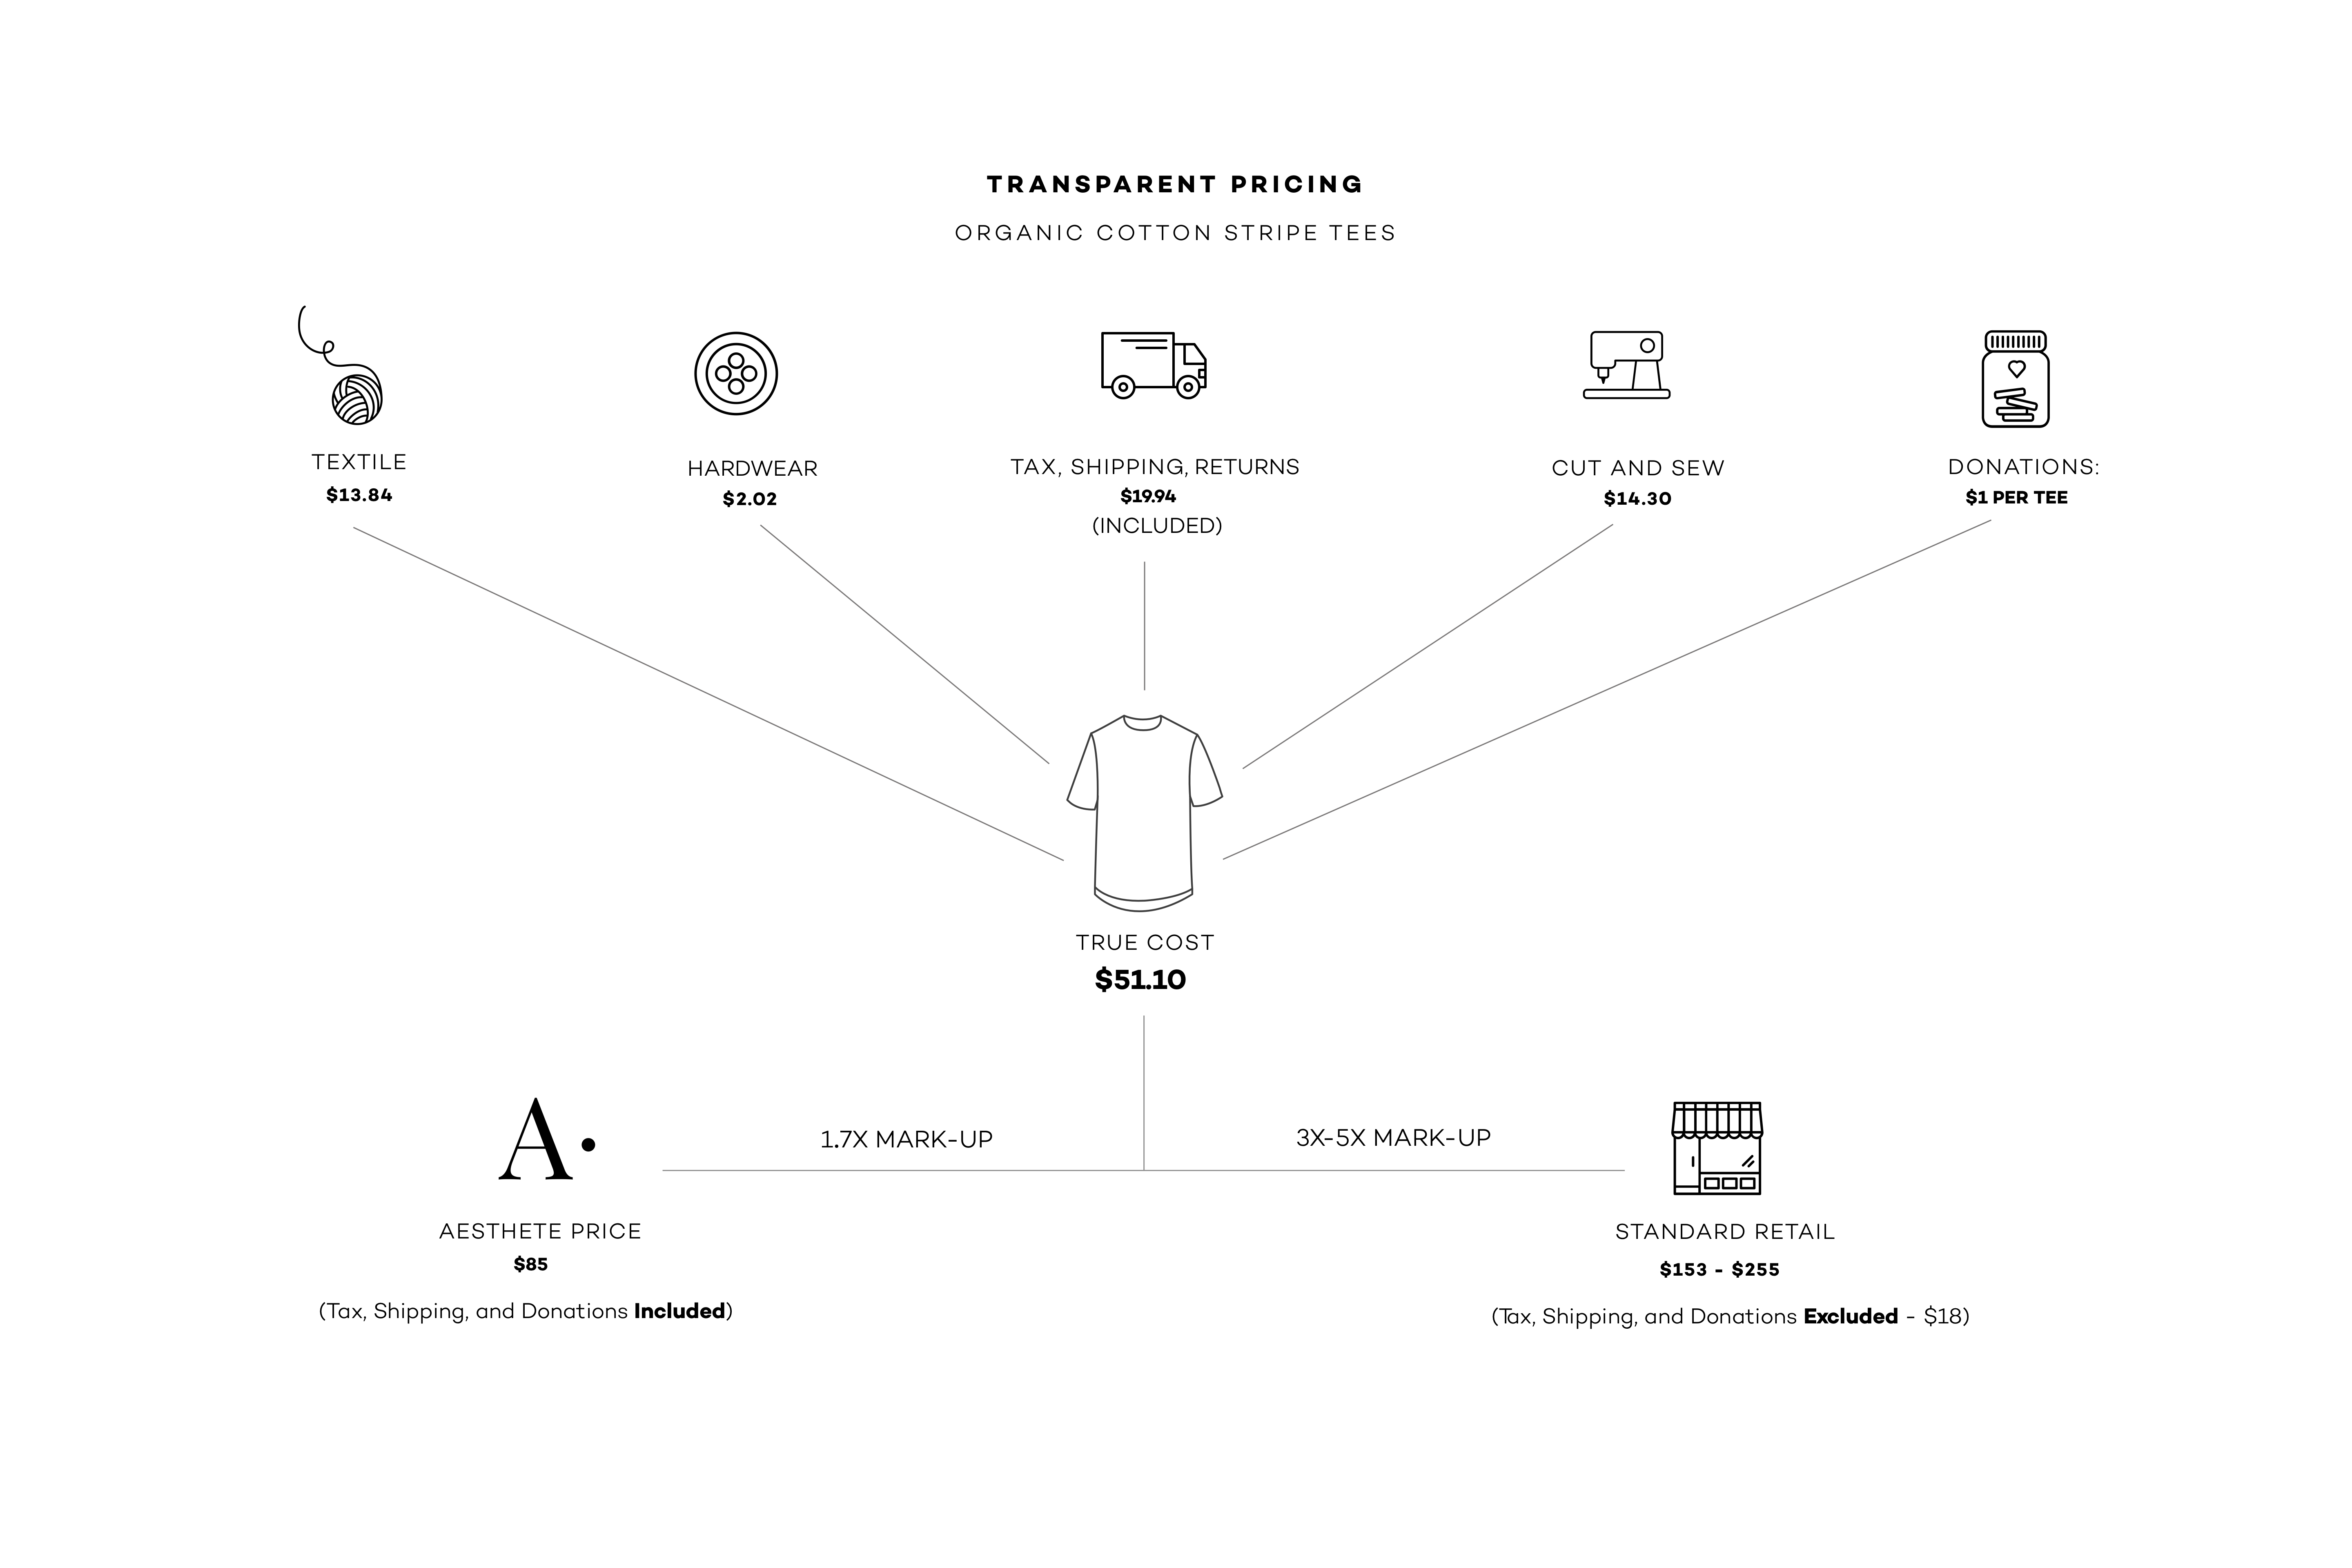 TRANSPARENT PRICING
ORGANIC COTTON STRIPE TEES
TEXTILE
$13.84
HARDWEAR
$2.02
TAX, SHIPPING, RETURNS
$19.94
(INCLUDED)
CUT AND SEW
$14.30
DONATIONS:
$1 PER TEE
TRUE COST
$51.10
A.
1.7X MARK-UP
3X-5X MARK-UP
AESTHETE PRICE
$85
(Tax, Shipping, and Donations Included)
STANDARD RETAIL
$153 - $255
(Tax, Shipping, and Donations Excluded - $18)